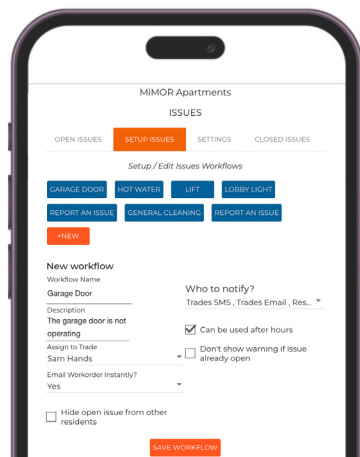 MiMOR Apartments
ISSUES
OPEN ISSUES SETUP ISSUES SETTINGS CLOSED ISSUES
Setup / Edit Issues Workflows
GARAGE DOOR HOT WATER LIFT LOBBY LIGHT
REPORT AN ISSUE GENERAL CLEANING REPORT AN ISSUE
+NEW
New workflow
Workflow Name
Garage Door
Description
The garage door is not
operating
Assign to Trade
Sam Hands
Email Workorder Instantly?
Yes
Hide open issue from other
residents
Who to notify?
Trades SMS , Trades Email , Res...
Can be used after hours
Don't show warning if issue
already open
SAVE WORKFLOW